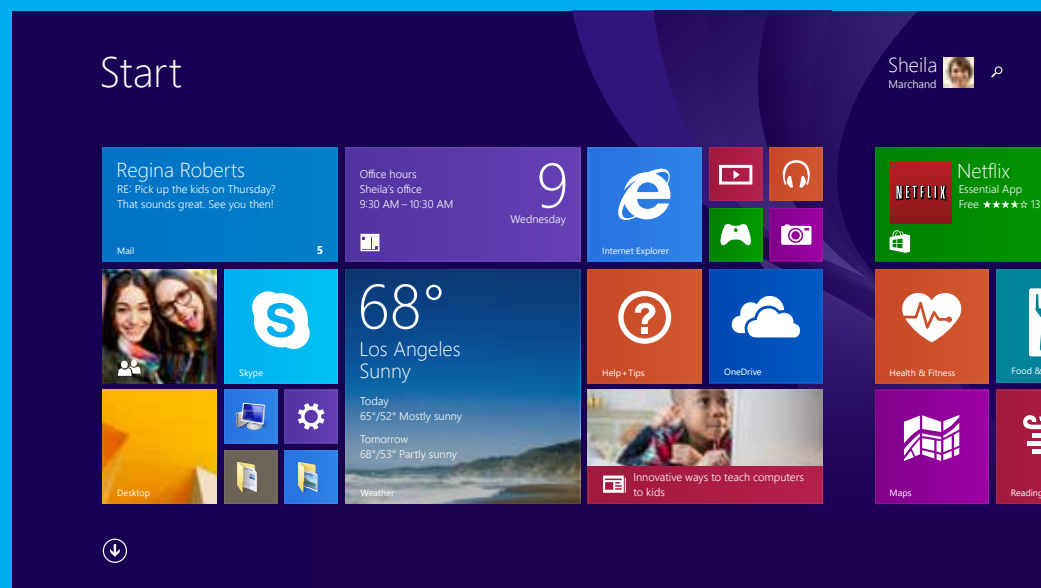 Start
Sheila
Marchand
Regina Roberts
RE: Pick up the kids on Thursday?
That sounds great. See you then!
Mail
5
Office hours
Sheila's office
9:30 AM – 10:30 AM
9
Wednesday
Internet Explorer
NETFLIX
Netflix
Essential App
Free ★★★★☆ 13
Skype
68°
Los Angeles
Sunny
Today
65°/52° Mostly sunny
Tomorrow
68°/53° Partly sunny
Weather
Help+Tips
OneDrive
Health & Fitness
Food &
Desktop
Innovative ways to teach computers
to kids
Maps
Reading